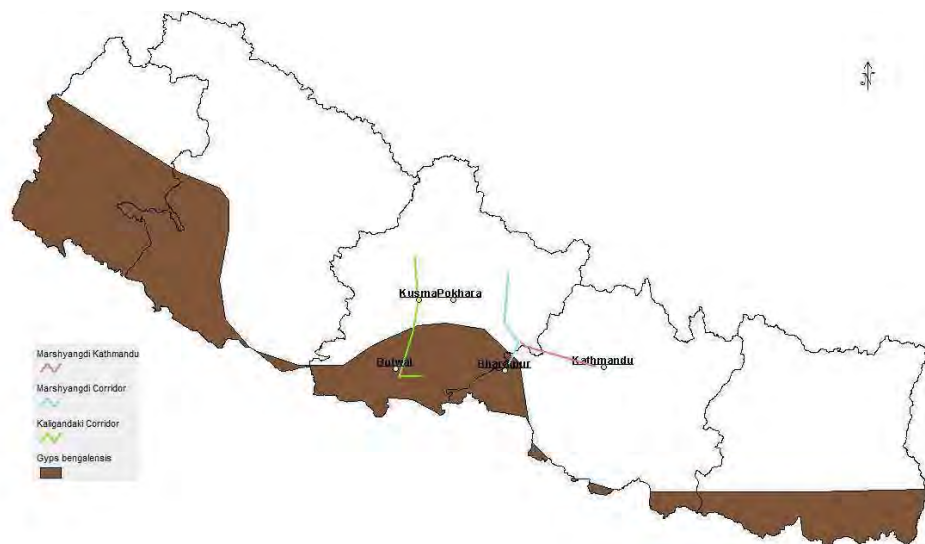 KusmaPokhara
Butwal
Bharatpur
Kathmandu
Marshyangdi Kathmandu
Marshyangdi Corridor
Kaligandaki Corridor
Gyps bengalensis